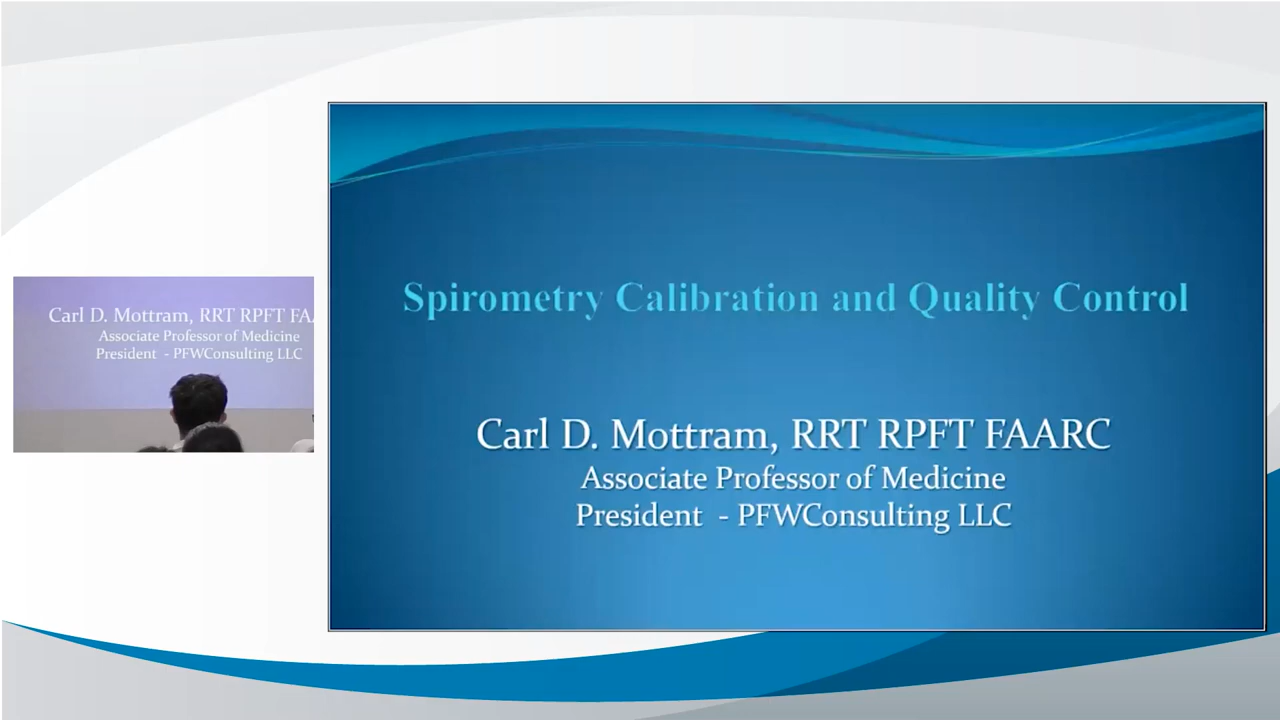 Spirometry Calibration and Quality Control
Carl D. Mottram, RRT RPFT FAARC
Associate Professor of Medicine
President - PFWConsulting LLC
Carl D. Mottram, RRT RPFT FAA
Associate Professor of Medicine
President - PFWConsulting LLC